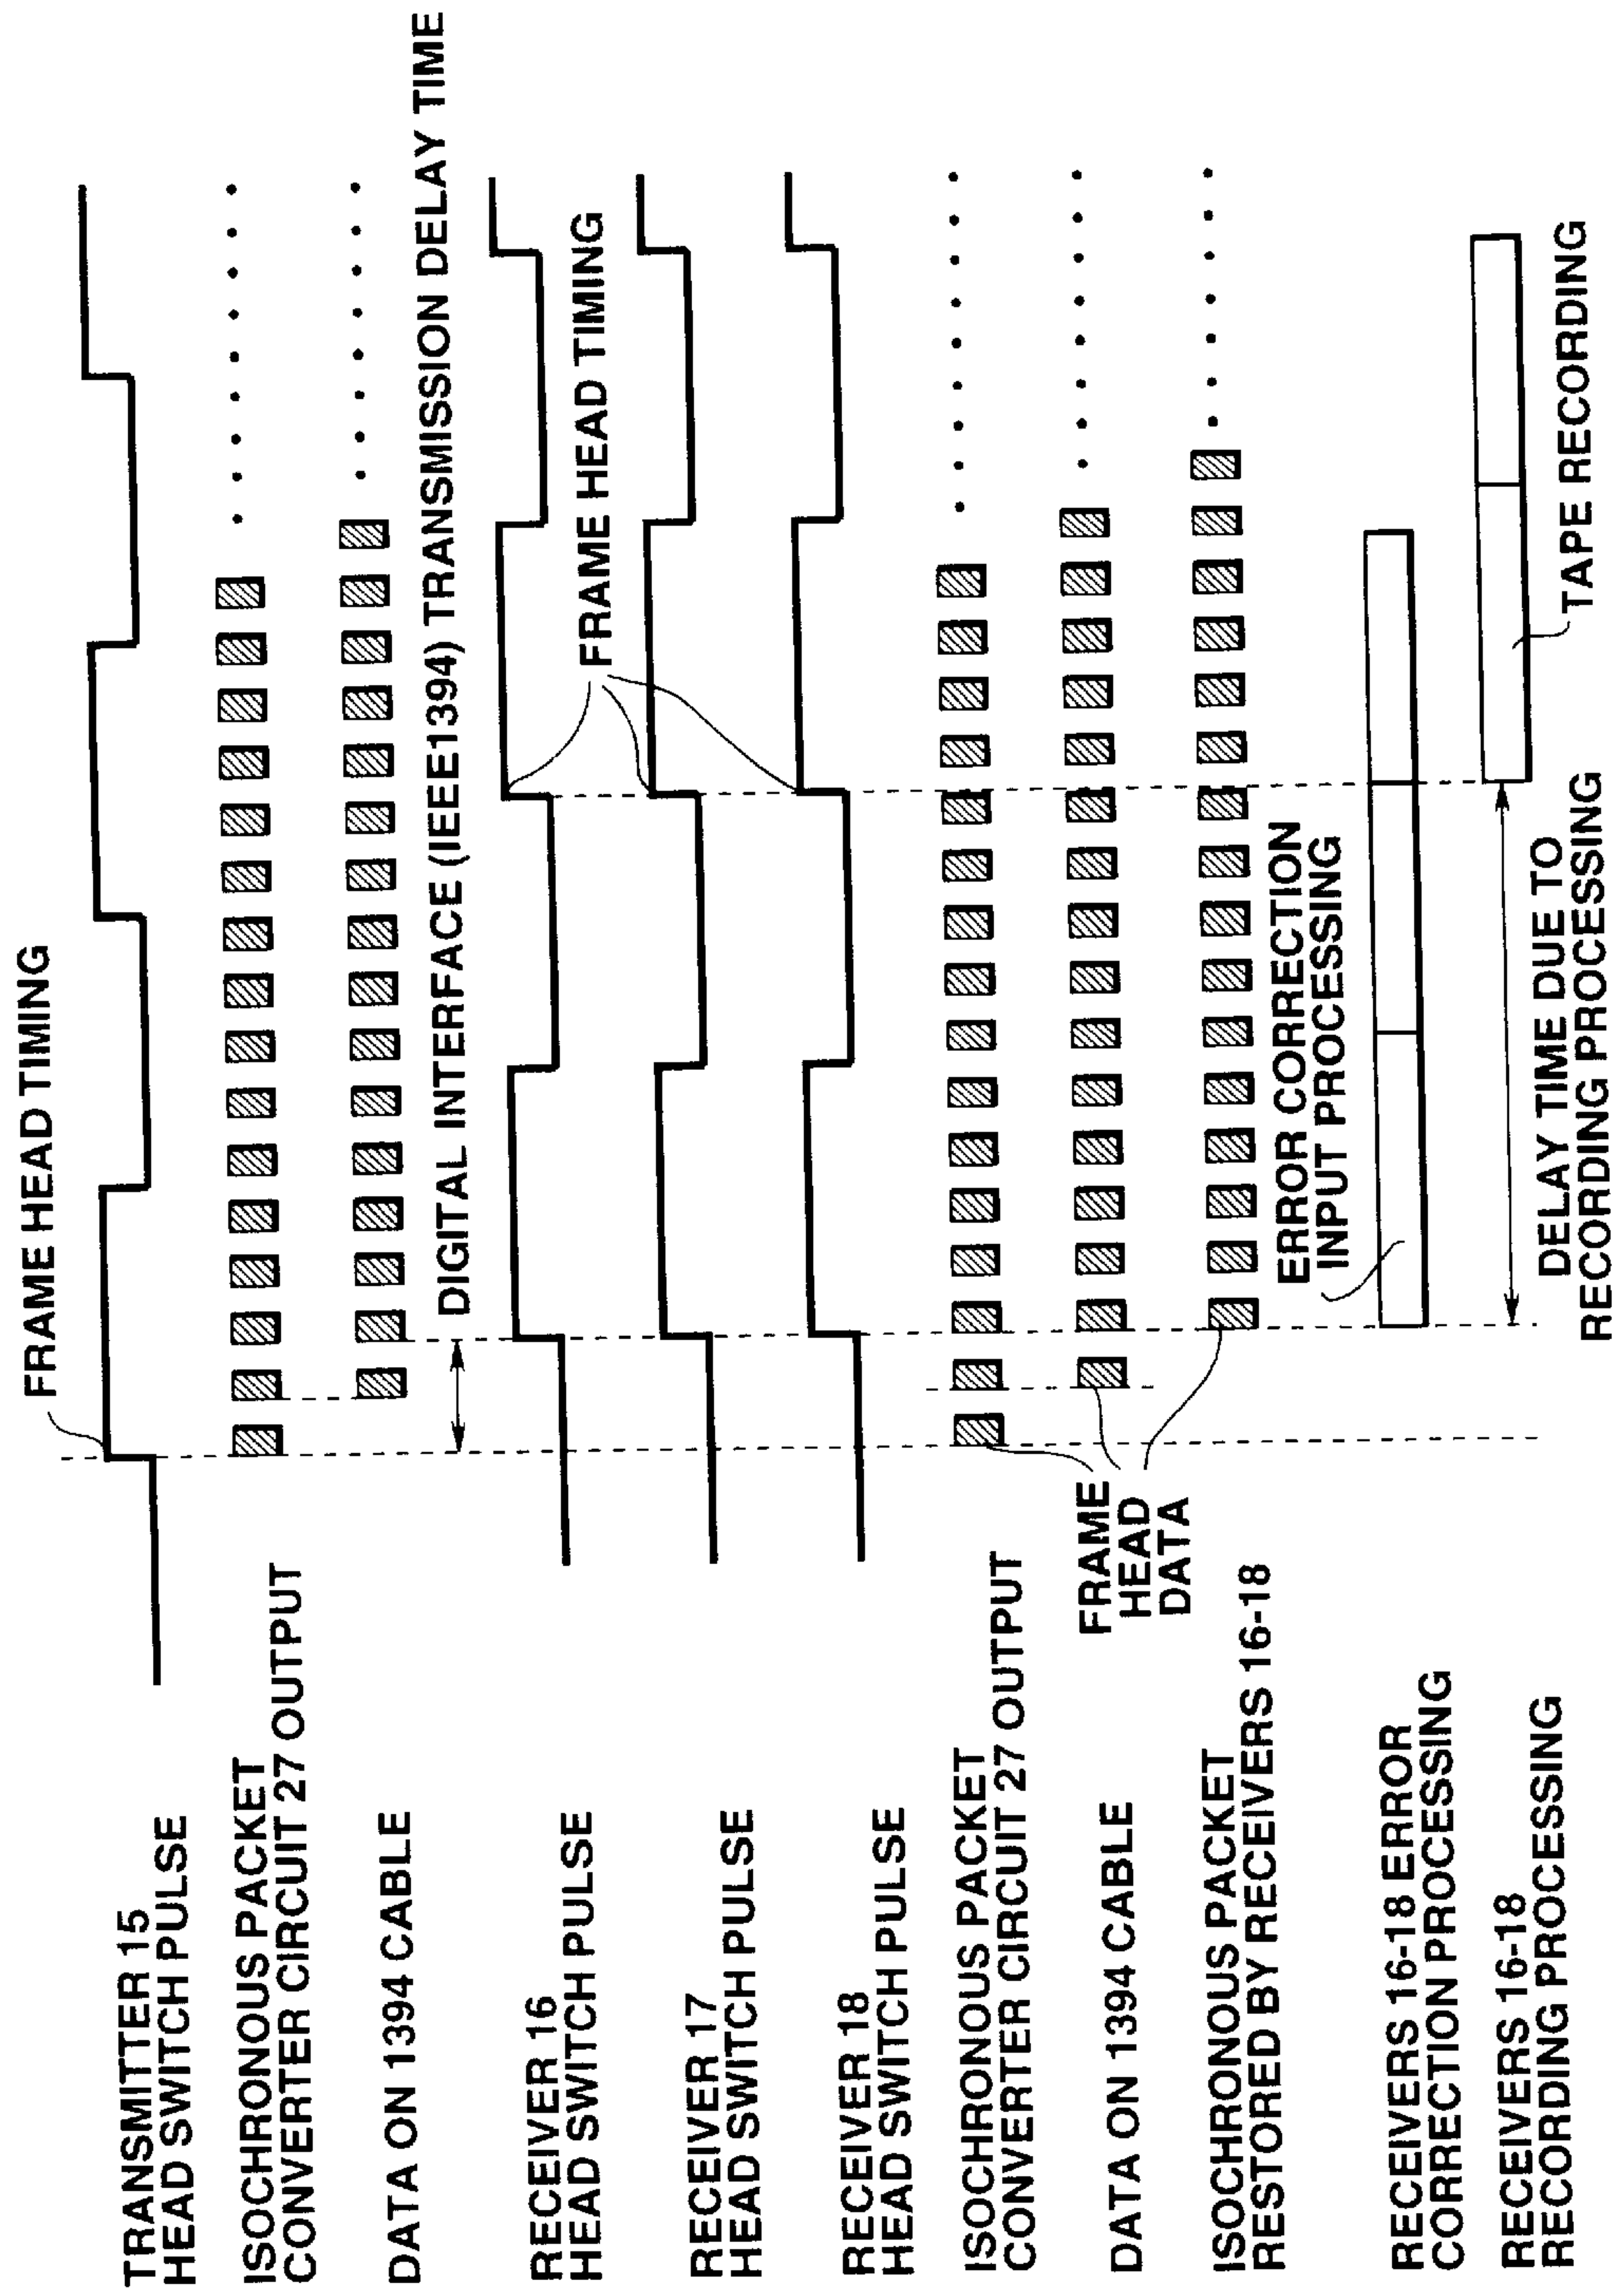 FRAME HEAD TIMING
TRANSMITTER 15
HEAD SWITCH PULSE
ISOCHRONOUS PACKET
CONVERTER CIRCUIT 27 OUTPUT
DATA ON 1394 CABLE
DIGITAL INTERFACE (IEEE1394) TRANSMISSION DELAY TIME
RECEIVER 16
HEAD SWITCH PULSE
FRAME HEAD TIMING
RECEIVER 17
HEAD SWITCH PULSE
RECEIVER 18
HEAD SWITCH PULSE
ISOCHRONOUS PACKET
CONVERTER CIRCUIT 27 OUTPUT
FRAME
HEAD
DATA
DATA ON 1394 CABLE
ISOCHRONOUS PACKET
RESTORED BY RECEIVERS 16-18
ERROR CORRECTION
INPUT PROCESSING
RECEIVERS 16-18 ERROR
CORRECTION PROCESSING
RECEIVERS 16-18
RECORDING PROCESSING
DELAY TIME DUE TO
RECORDING PROCESSING
TAPE RECORDING